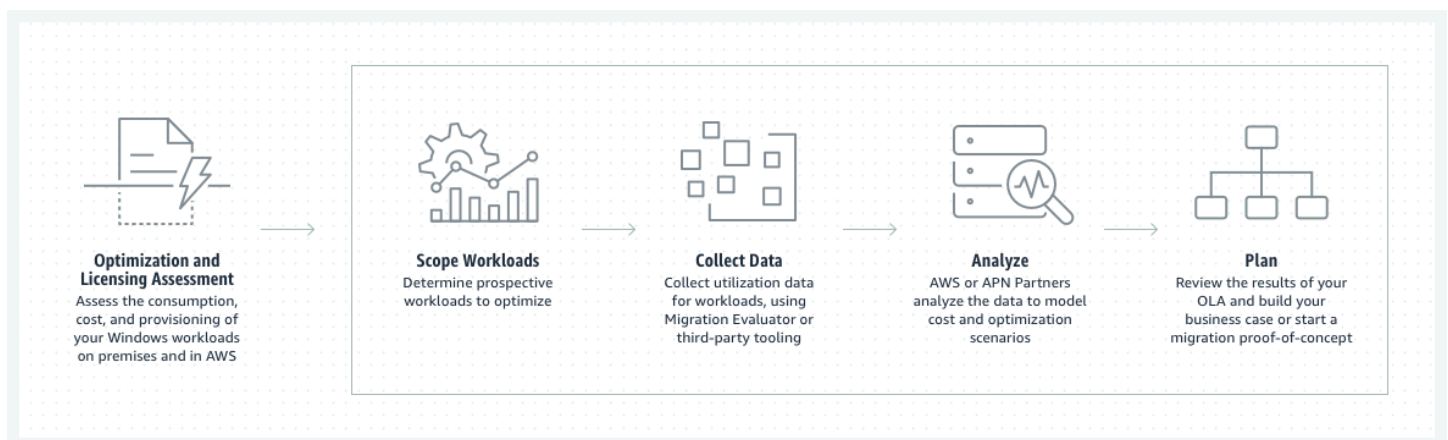 Optimization and
Licensing Assessment
Assess the consumption,
cost, and provisioning of
your Windows workloads
on premises and in AWS
Scope Workloads
Determine prospective
workloads to optimize
Collect Data
Collect utilization data
for workloads, using
Migration Evaluator or
third-party tooling
Analyze
AWS or APN Partners
analyze the data to model
cost and optimization
scenarios
Plan
Review the results of your
OLA and build your
business case or start a
migration proof-of-concept